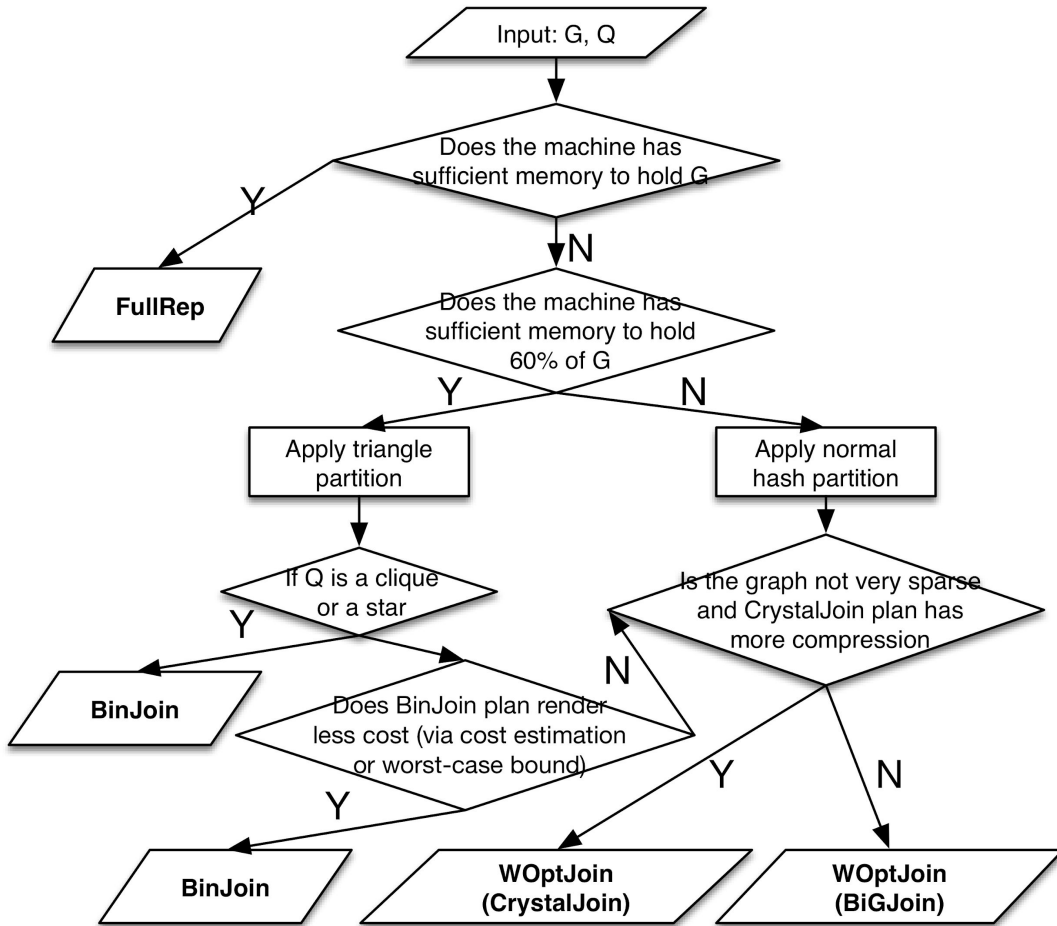 Input: G, Q
Does the machine has
sufficient memory to hold G
Y
N
FullRep
Does the machine has
sufficient memory to hold
60% of G
Y
N
Apply triangle
partition
Apply normal
hash partition
If Q is a clique
or a star
Is the graph not very sparse
and CrystalJoin plan has
more compression
Y
N
BinJoin
Does BinJoin plan render
less cost (via cost estimation
or worst-case bound)
Y
Y
N
BinJoin
WOptJoin
(CrystalJoin)
WOptJoin
(BiGJoin)